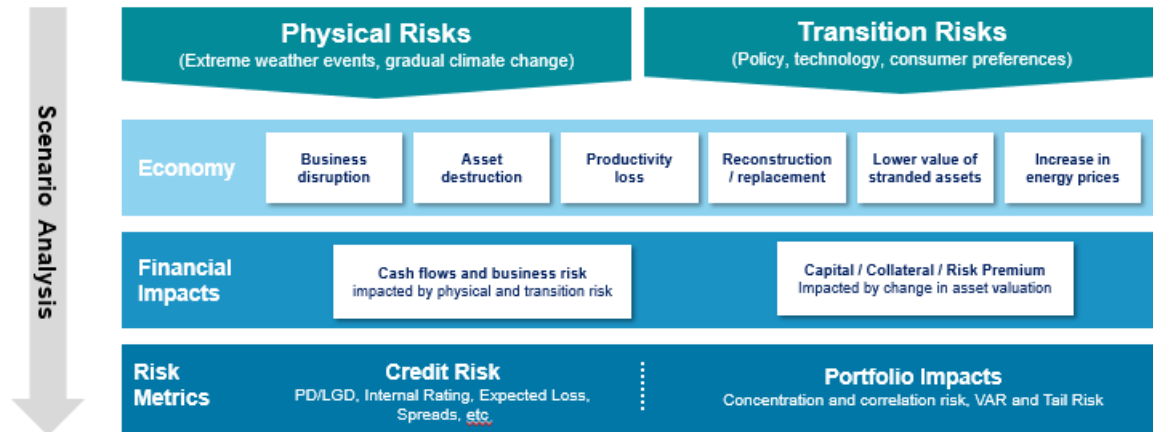 Scenario Analysis
Physical Risks
(Extreme weather events, gradual climate change)
Transition Risks
(Policy, technology, consumer preferences)
Economy
Business
disruption
Asset
destruction
Productivity
loss
Reconstruction
/ replacement
Lower value of
stranded assets
Increase in
energy prices
Financial
Impacts
Cash flows and business risk
impacted by physical and transition risk
Capital / Collateral / Risk Premium
Impacted by change in asset valuation
Risk
Metrics
Credit Risk
PD/LGD, Internal Rating, Expected Loss,
Spreads, etc
Portfolio Impacts
Concentration and correlation risk, VAR and Tail Risk